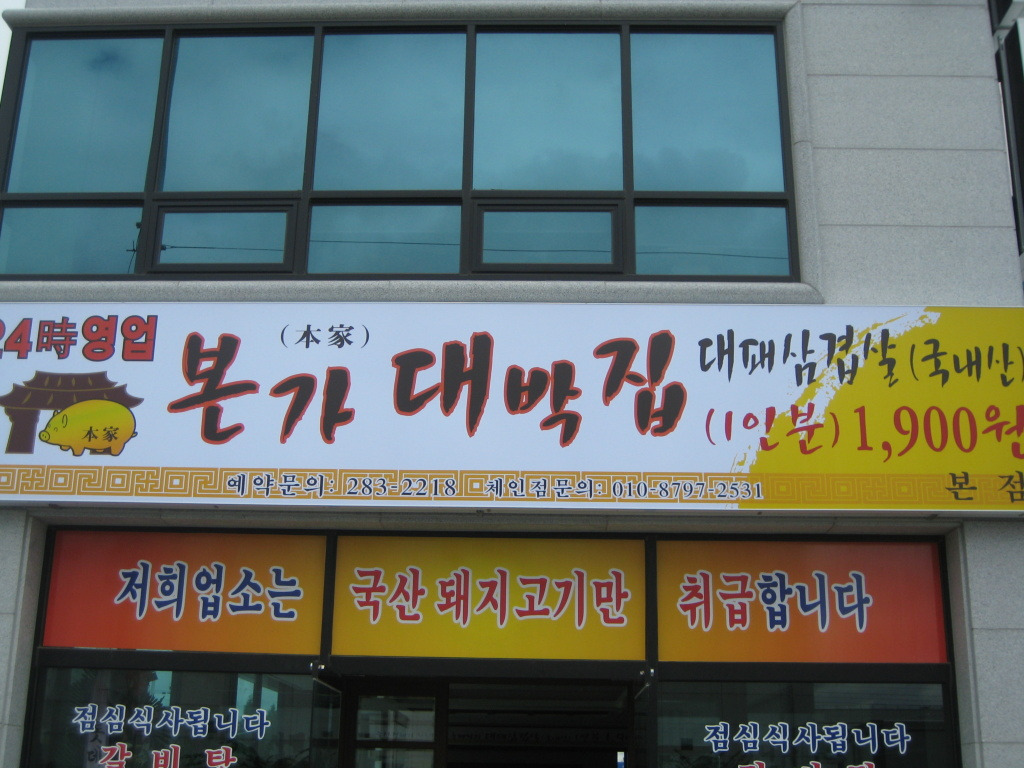 24時영업
(本家)
본가 대박집
本家
대패삼겹살(국내산)
(1인분) 1,900원
예약문의: 283-2218 체인점문의: 010-8797-2531
본점
저희업소는 국산 돼지고기만 취급합니다
점심식사됩니다
갈비탕
점심식사됩니다